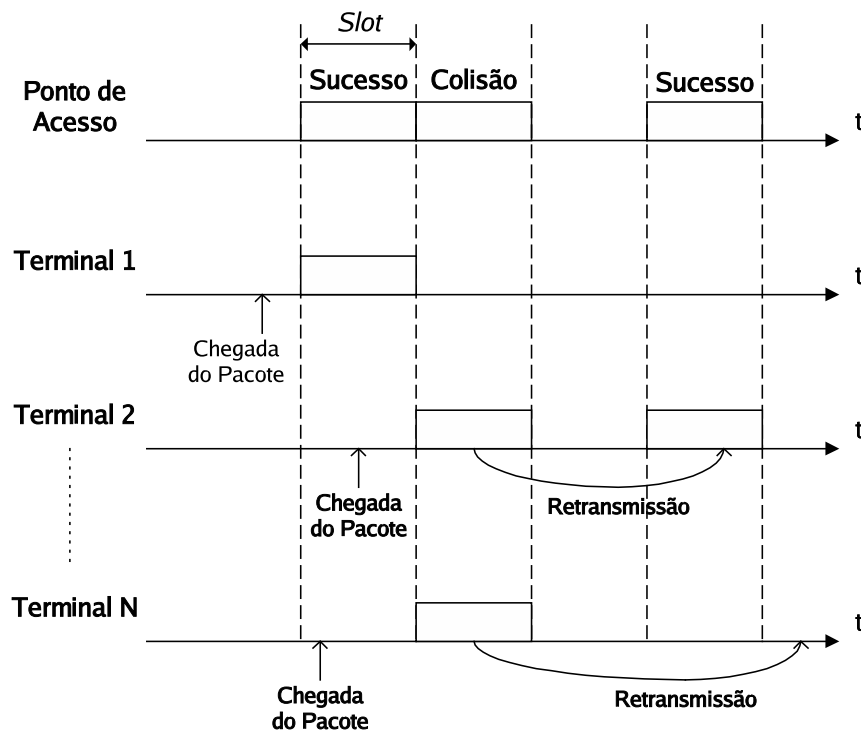 Slot
Sucesso Colisão Sucesso
Ponto de
Acesso
t
Terminal 1
t
Chegada
do Pacote
Terminal 2
t
Chegada
do Pacote
Retransmissão
Terminal N
t
Chegada
do Pacote
Retransmissão